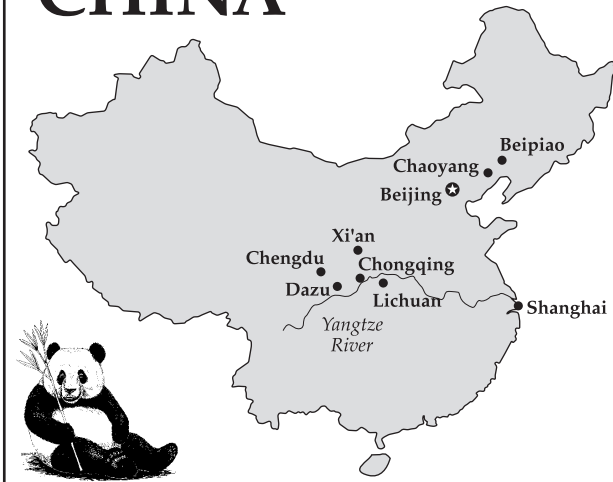 CHINA
Beipiao
Chaoyang
Beijing
Xi'an
Chengdu
Chongqing
Dazu
Lichuan
Shanghai
Yangtze
River